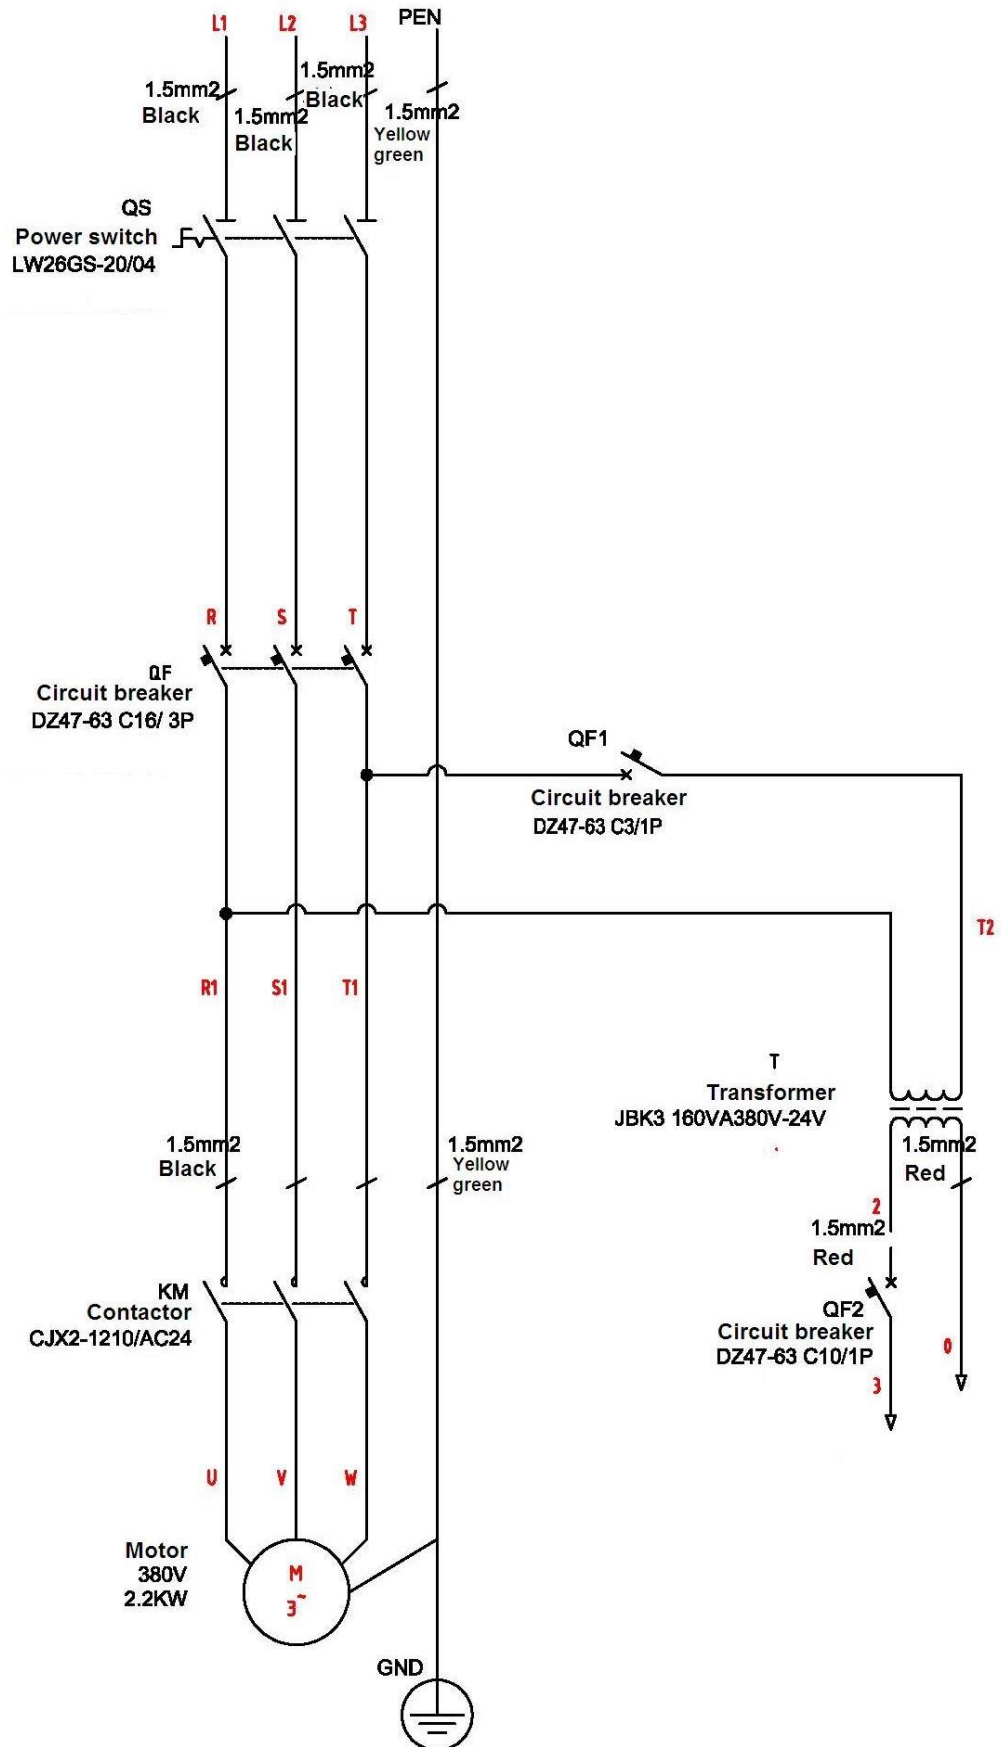 L1 L2 L3 PEN
1.5mm2
Black
1.5mm2
Black
1.5mm2
Black
1.5mm2
Yellow
green
QS
Power switch
LW26GS-20/04
R S T
QF
Circuit breaker
DZ47-63 C16/ 3P
QF1
Circuit breaker
DZ47-63 C3/1P
T2
R1 S1 T1
T
Transformer
JBK3 160VA380V-24V
1.5mm2
Black
1.5mm2
Yellow
green
1.5mm2
Red
2
1.5mm2
Red
KM
Contactor
CJX2-1210/AC24
QF2
Circuit breaker
DZ47-63 C10/1P
0
3
U V W
Motor
380V
2.2KW
M
3~
GND